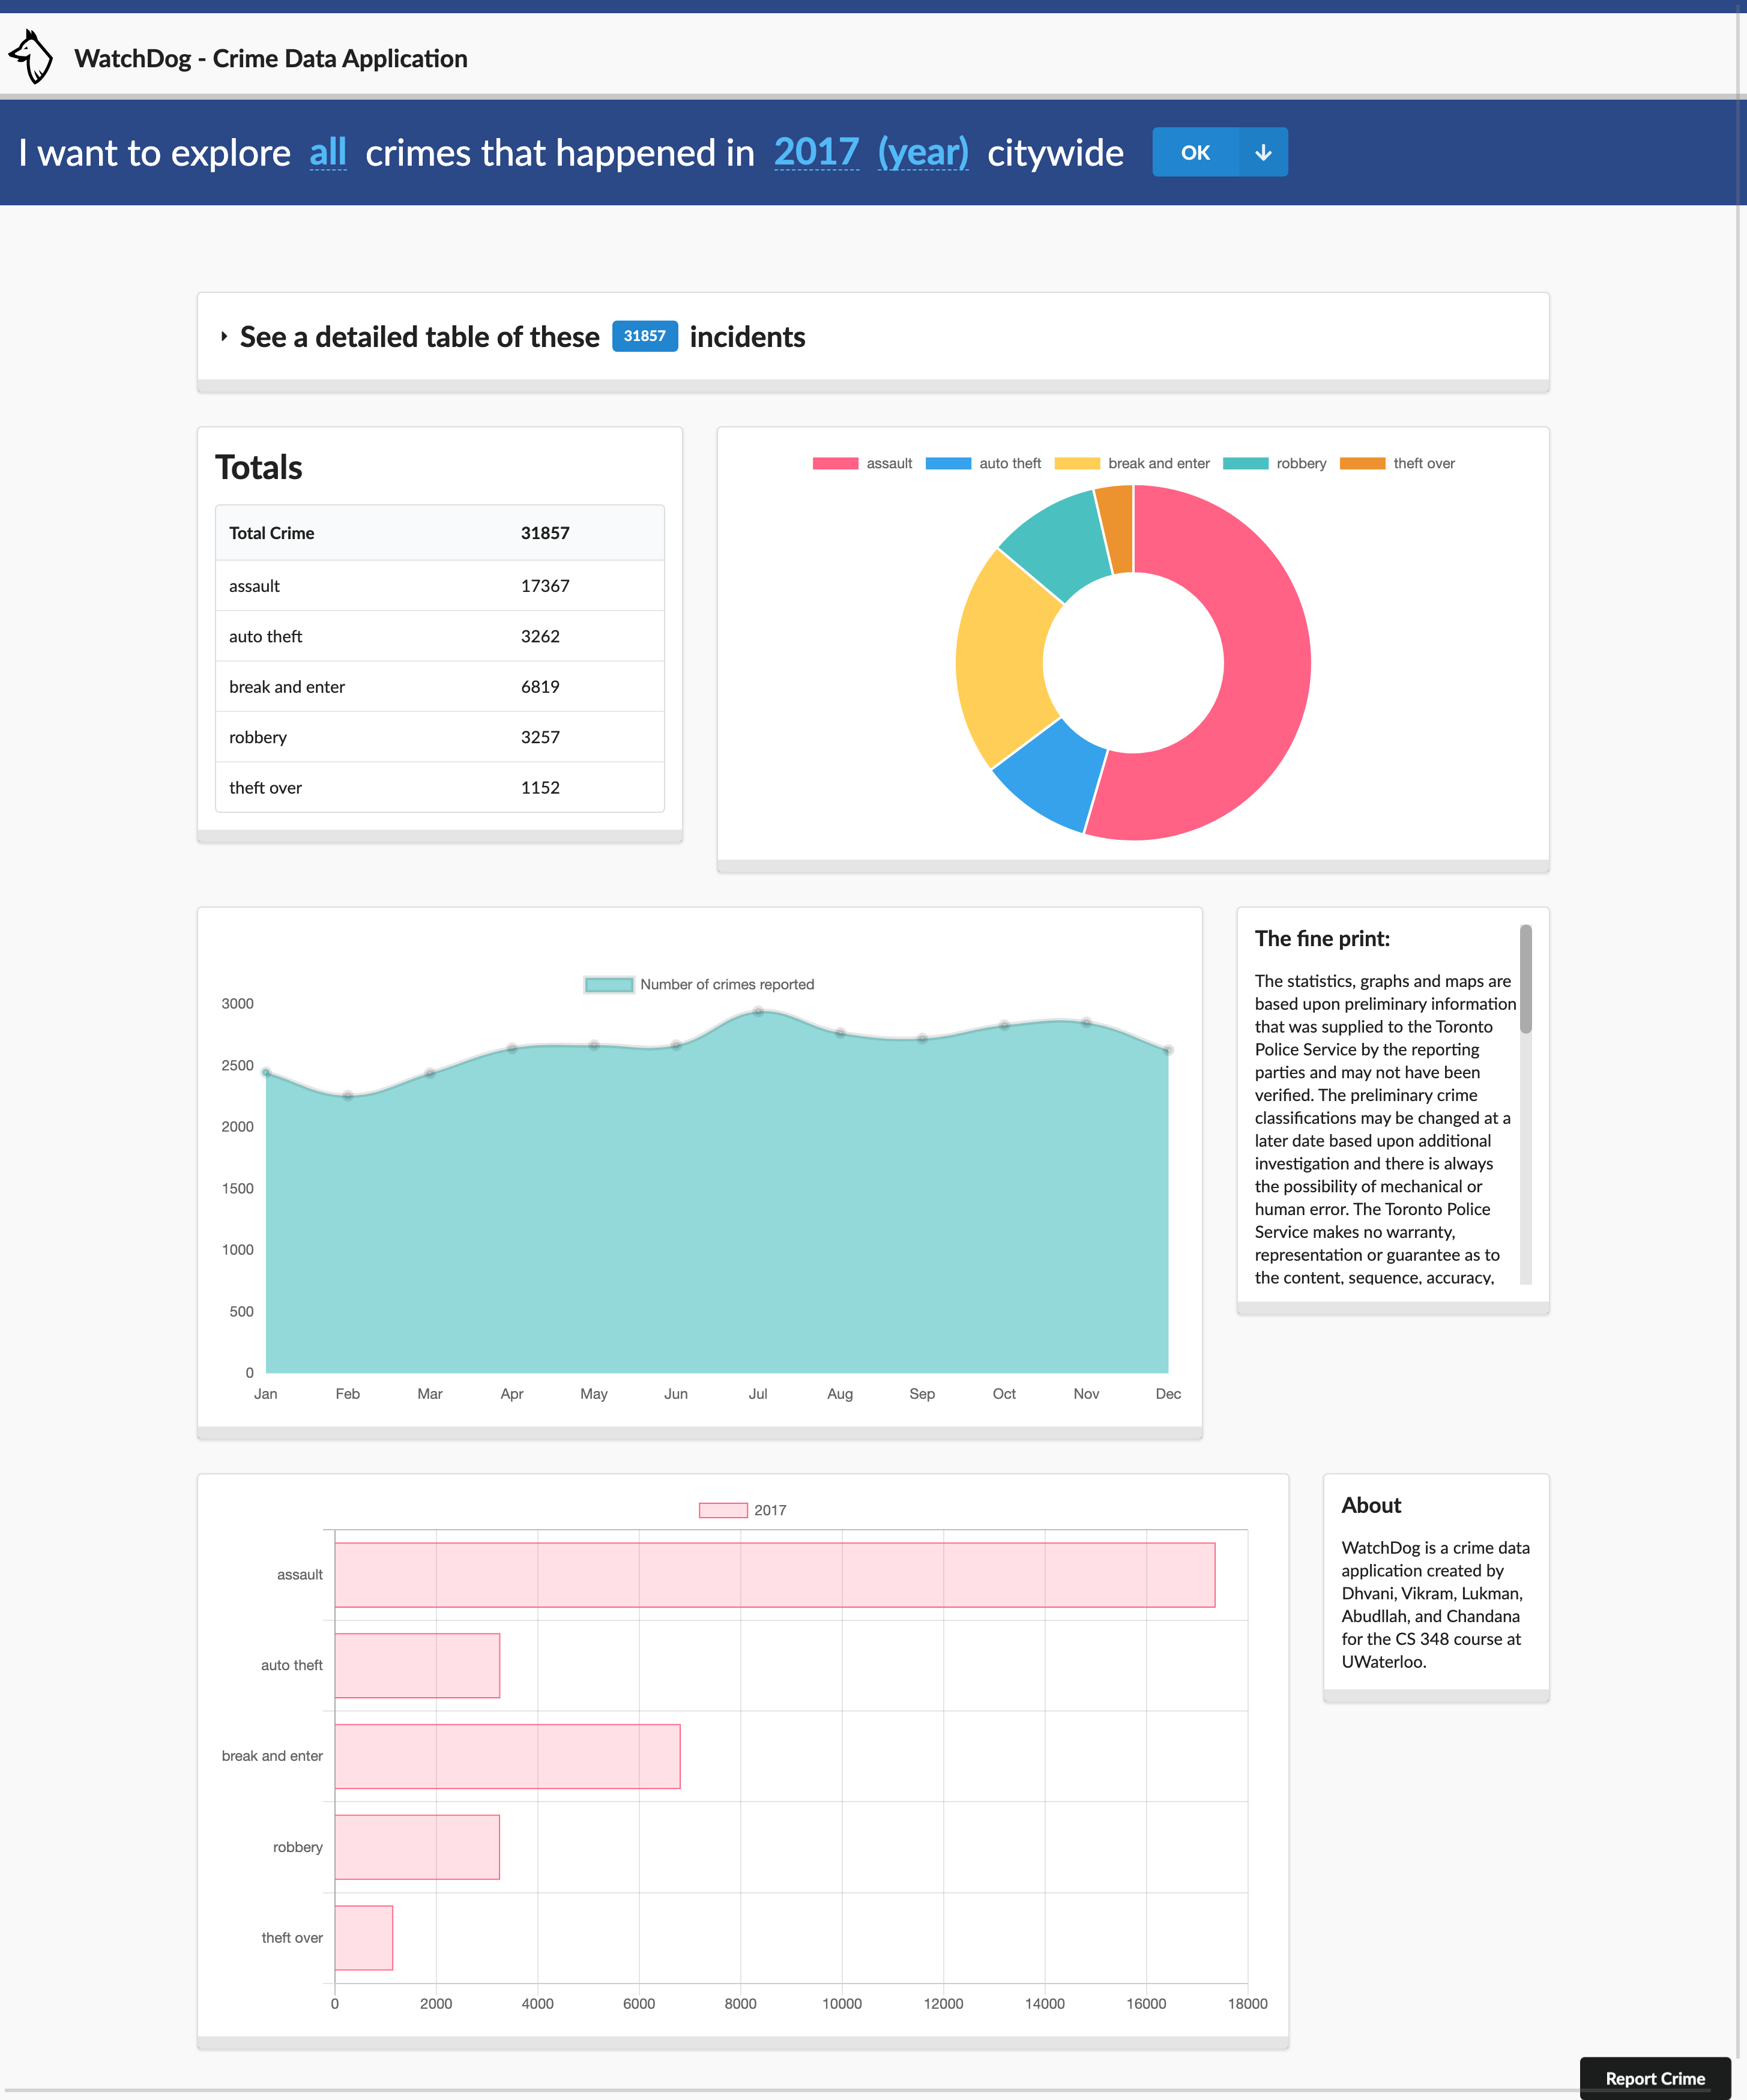 WatchDog - Crime Data Application
I want to explore all crimes that happened in 2017 (year) citywide OK
See a detailed table of these 31857 incidents
Totals
Total Crime 31857
assault 17367
auto theft 3262
break and enter 6819
robbery 3257
theft over 1152
assault auto theft break and enter robbery theft over
Number of crimes reported
3000
2500
2000
1500
1000
500
0
Jan Feb Mar Apr May Jun Jul Aug Sep Oct Nov Dec
The fine print:
The statistics, graphs and maps are
based upon preliminary information
that was supplied to the Toronto
Police Service by the reporting
parties and may not have been
verified. The preliminary crime
classifications may be changed at a
later date based upon additional
investigation and there is always
the possibility of mechanical or
human error. The Toronto Police
Service makes no warranty,
representation or guarantee as to
the content, sequence, accuracy,
2017
assault
auto theft
break and enter
robbery
theft over
0 2000 4000 6000 8000 10000 12000 14000 16000 18000
About
WatchDog is a crime data
application created by
Dhvani, Vikram, Lukman,
Abudllah, and Chandana
for the CS 348 course at
UWaterloo.
Report Crime